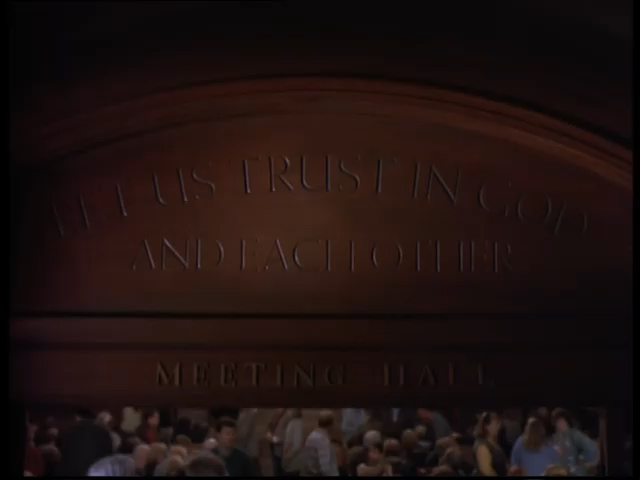 LET US TRUST IN GOD
AND EACH OTHER
MEETING HALL